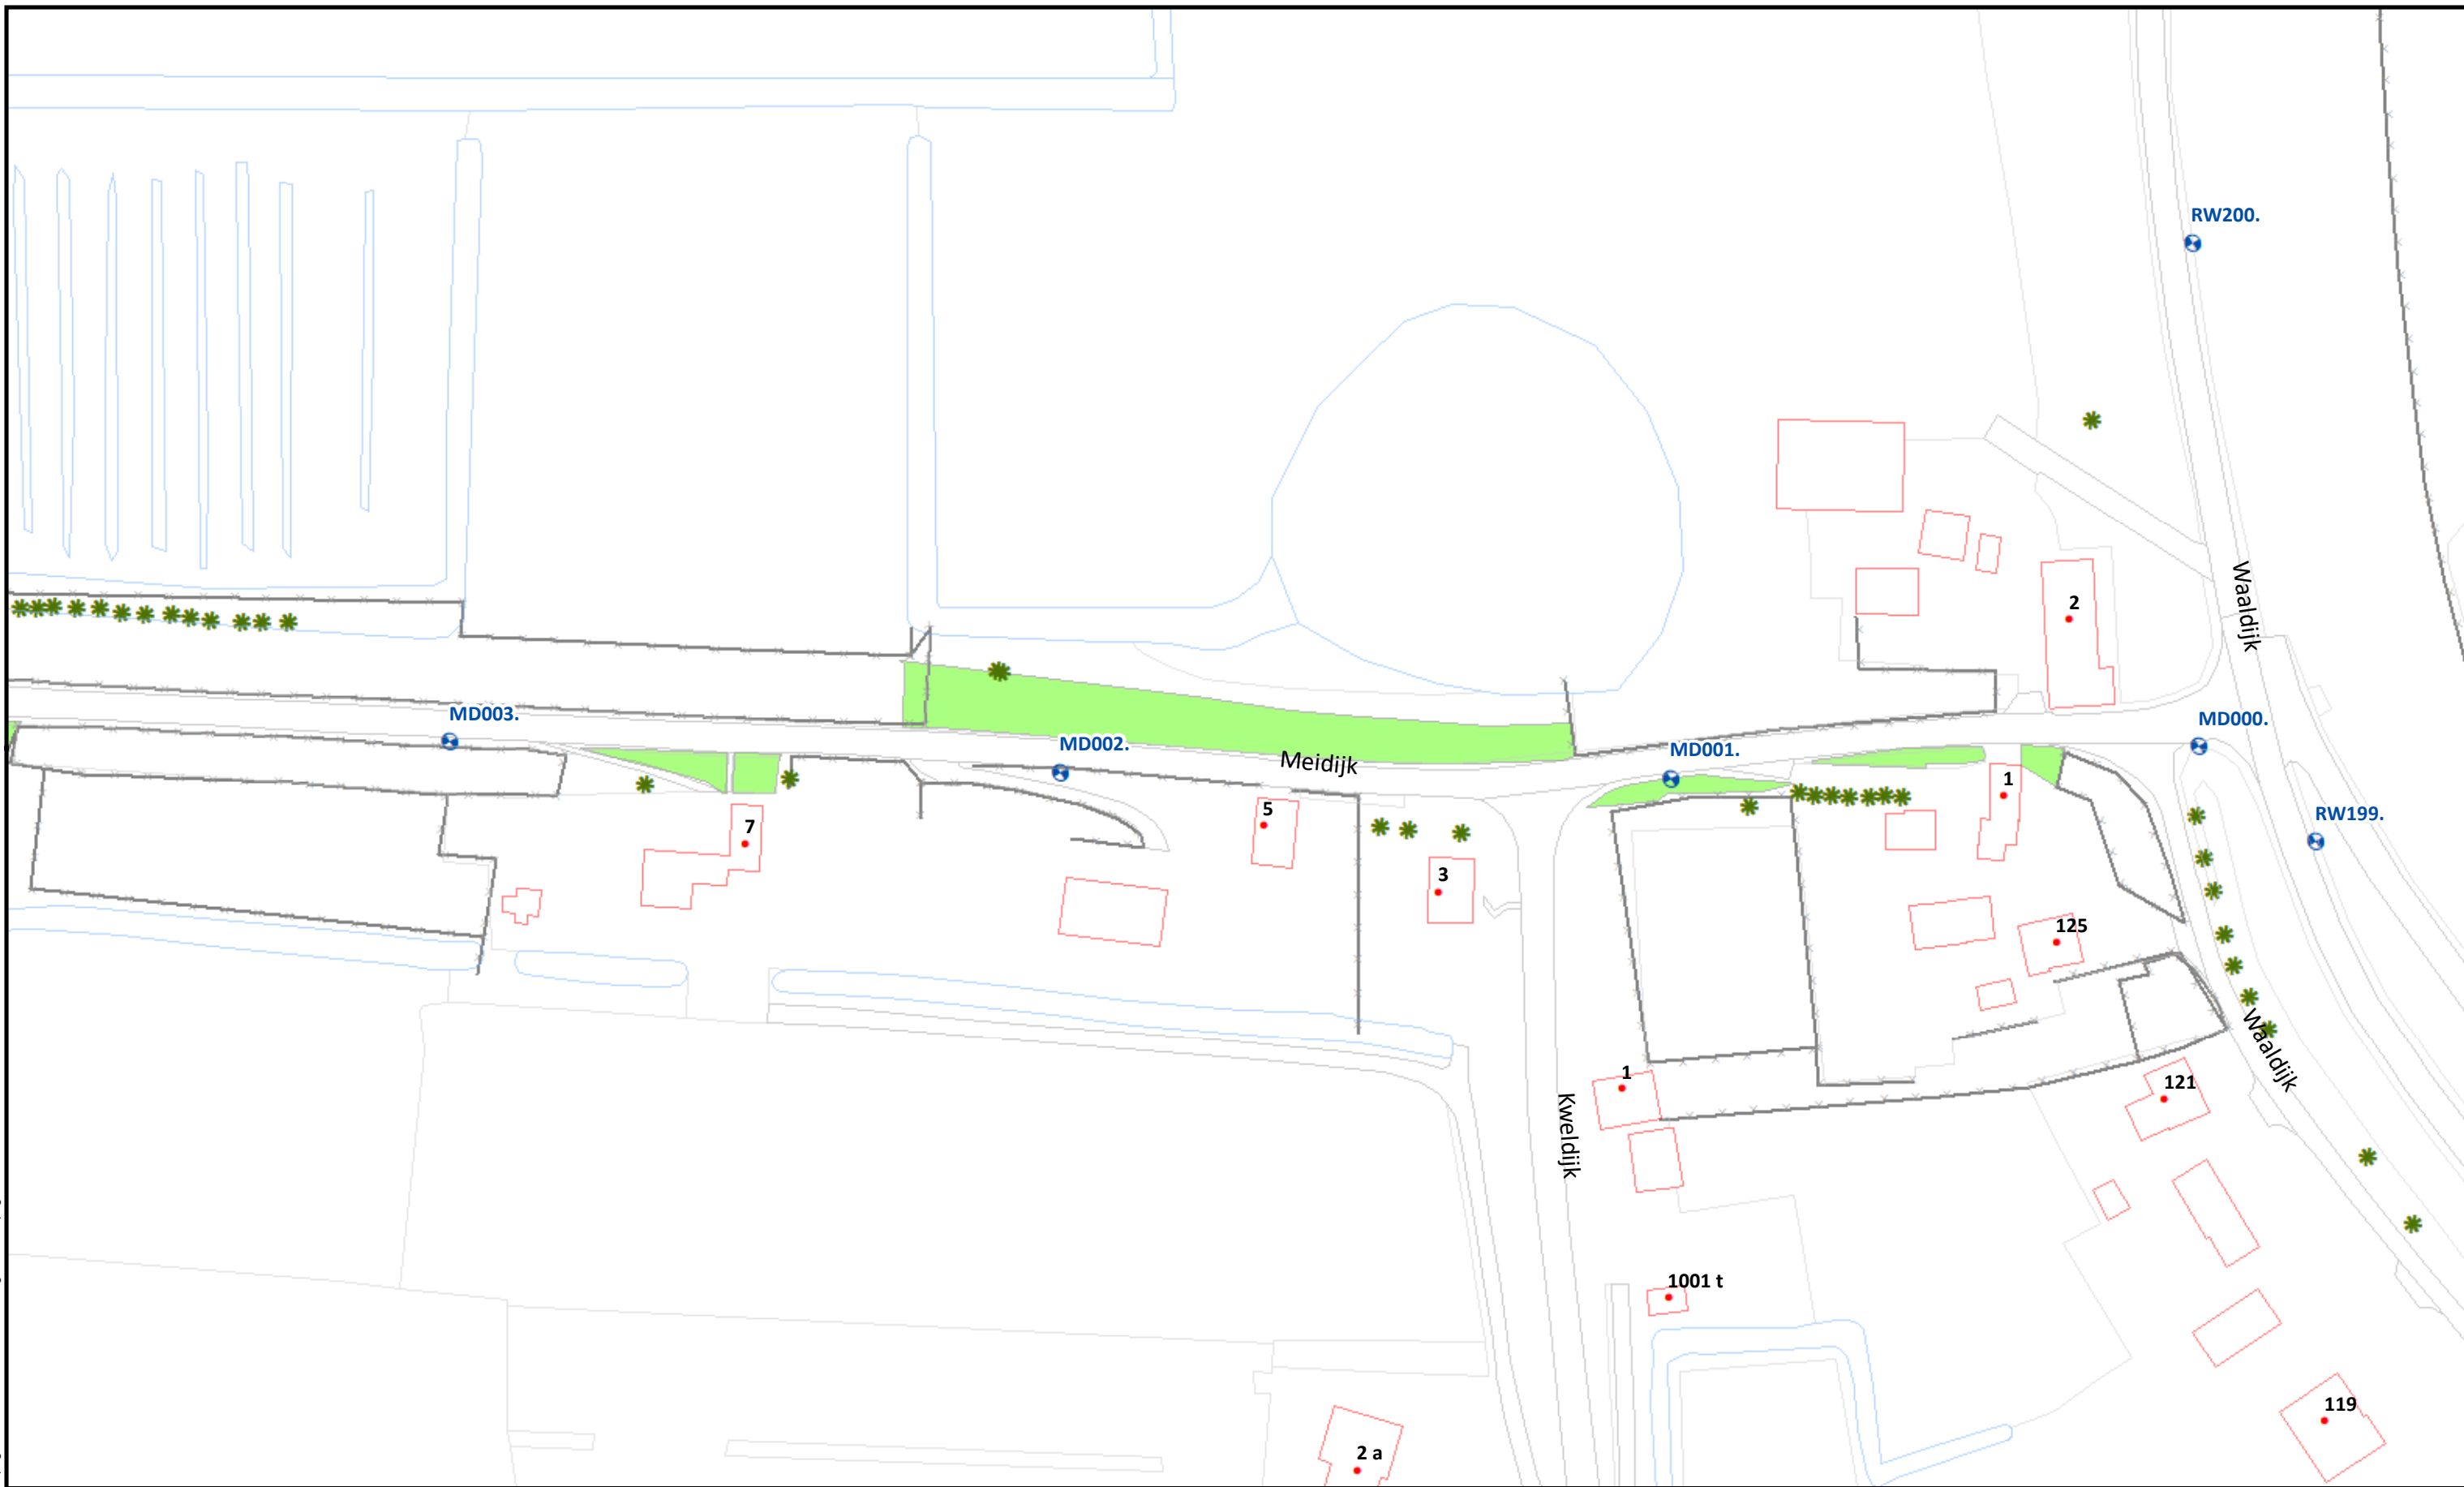 RW200.
Waaldijk
2
MD003.
MD002.
Meidijk
MD001.
MD000.
1
5
7
3
RW199.
125
Waaldijk
1
121
Kweldijk
1001 t
119
2 a